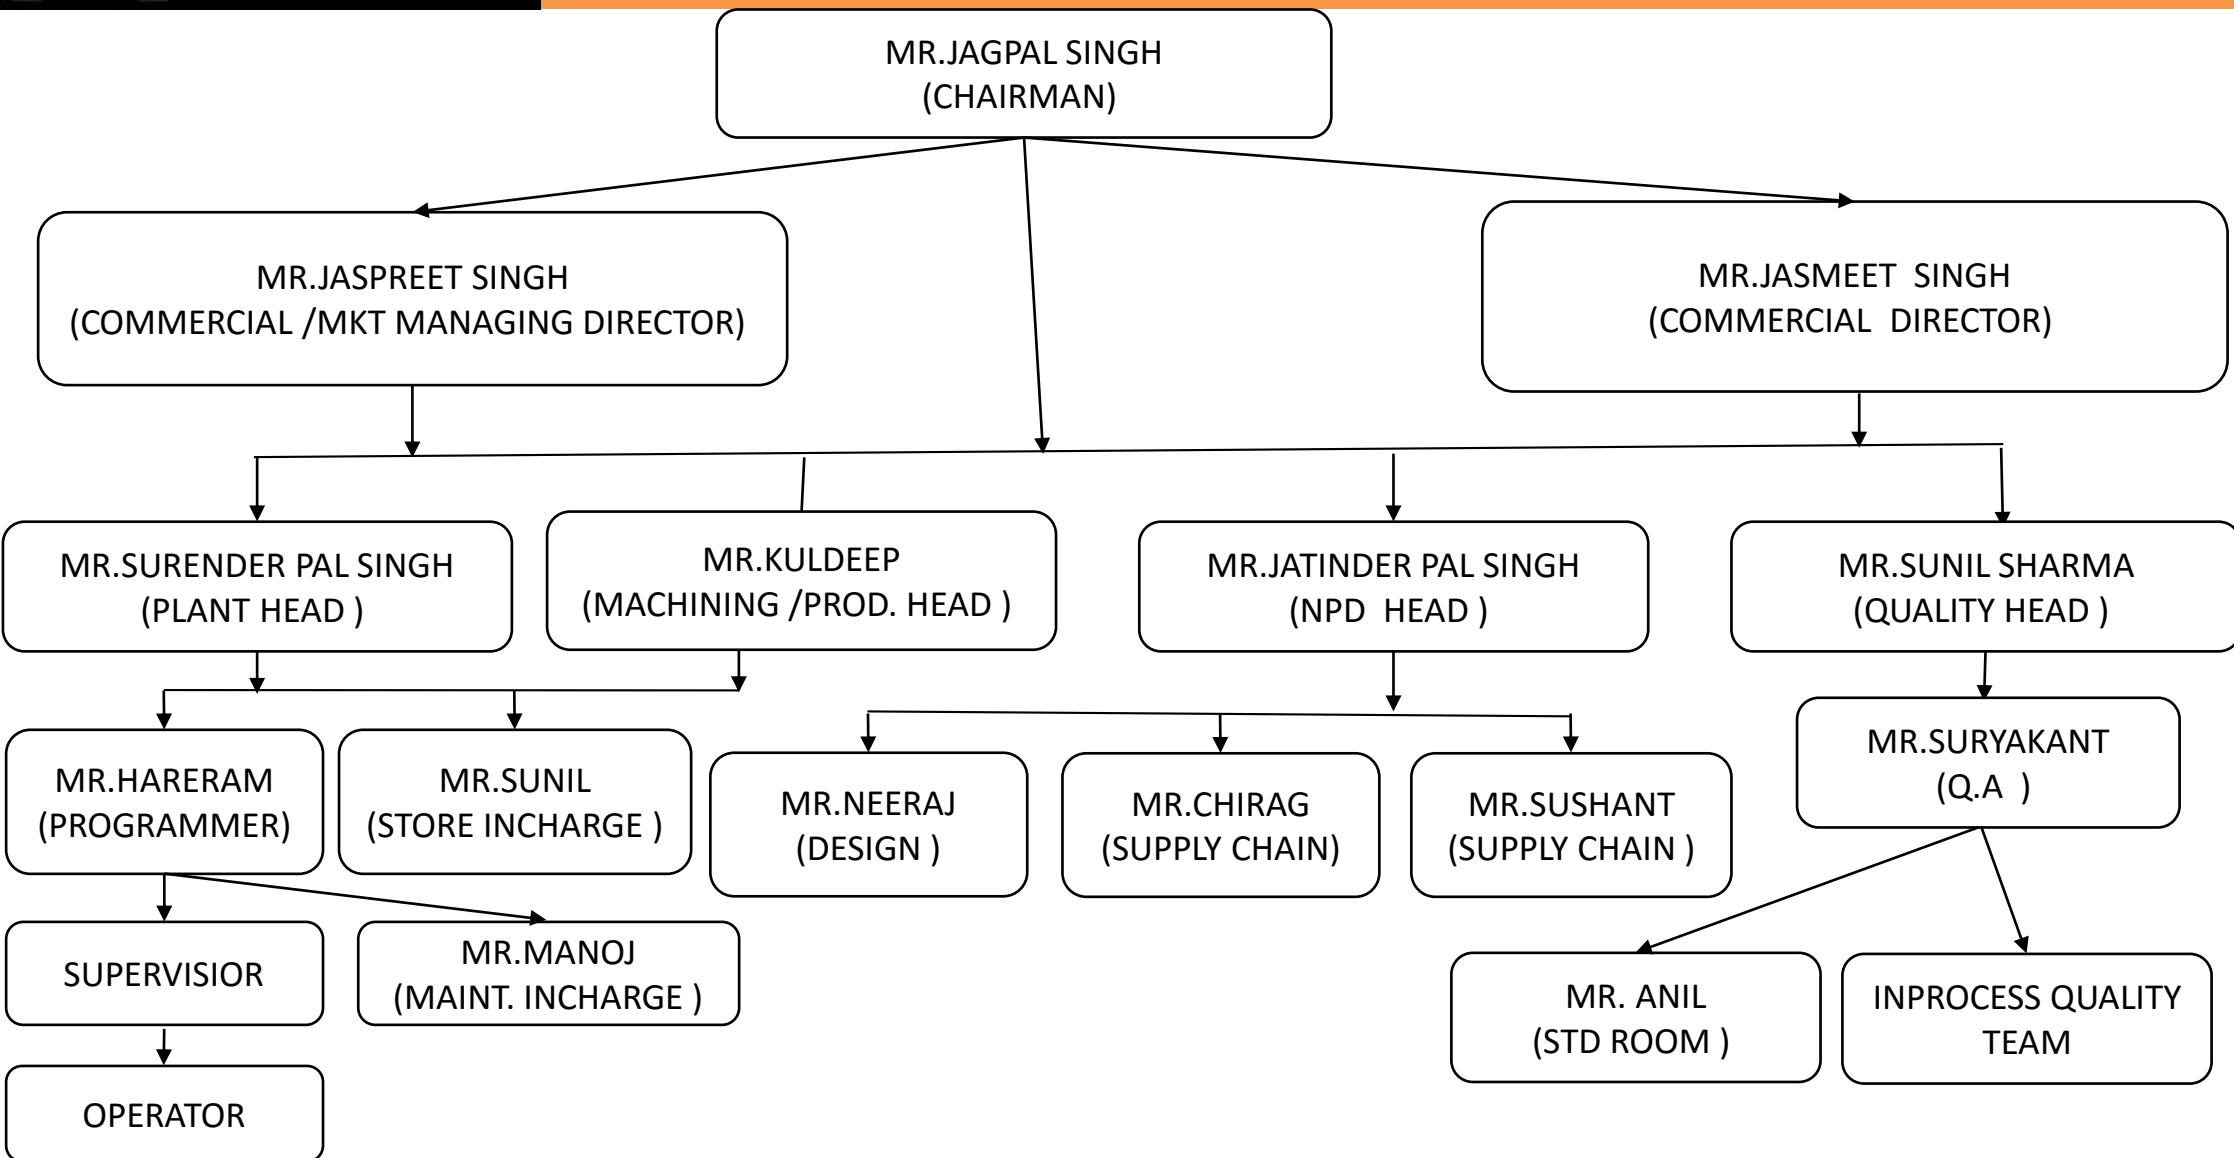 MR.JAGPAL SINGH
(CHAIRMAN)
MR.JASPREET SINGH
(COMMERCIAL /MKT MANAGING DIRECTOR)
MR.JASMEET  SINGH
(COMMERCIAL  DIRECTOR)
MR.SURENDER PAL SINGH
(PLANT HEAD )
MR.KULDEEP
(MACHINING /PROD. HEAD )
MR.JATINDER PAL SINGH
(NPD  HEAD )
MR.SUNIL SHARMA
(QUALITY HEAD )
MR.HARERAM
(PROGRAMMER)
MR.SUNIL
(STORE INCHARGE )
MR.NEERAJ
(DESIGN )
MR.CHIRAG
(SUPPLY CHAIN)
MR.SUSHANT
(SUPPLY CHAIN )
MR.SURYAKANT
(Q.A  )
SUPERVISIOR
MR.MANOJ
(MAINT. INCHARGE )
MR. ANIL
(STD ROOM )
INPROCESS QUALITY
TEAM
OPERATOR